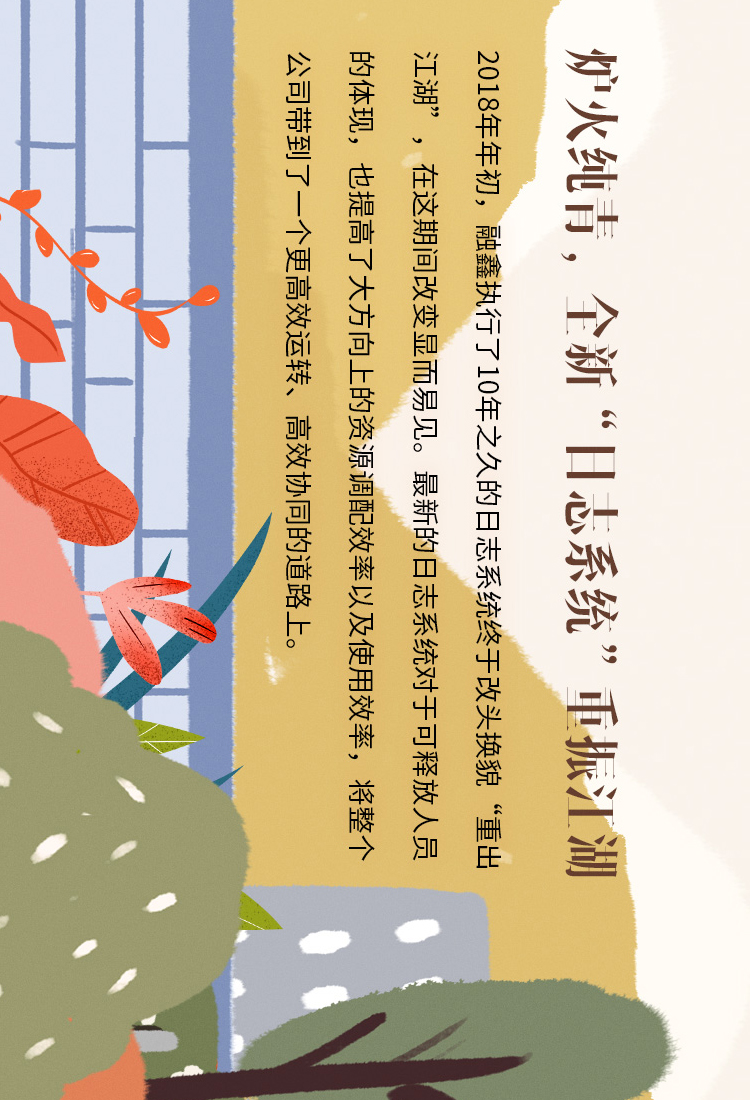 炉火纯青，全新“日志系统”重振江湖
2018年年初，融鑫执行了10年之久的日志系统终于改头换貌“重出
江湖”，在这期间改变显而易见。最新的日志系统对于可释放人员
的体现，也提高了大方向上的资源调配效率以及使用效率，将整个
公司带到了一个更高效运转、高效协同的道路上。